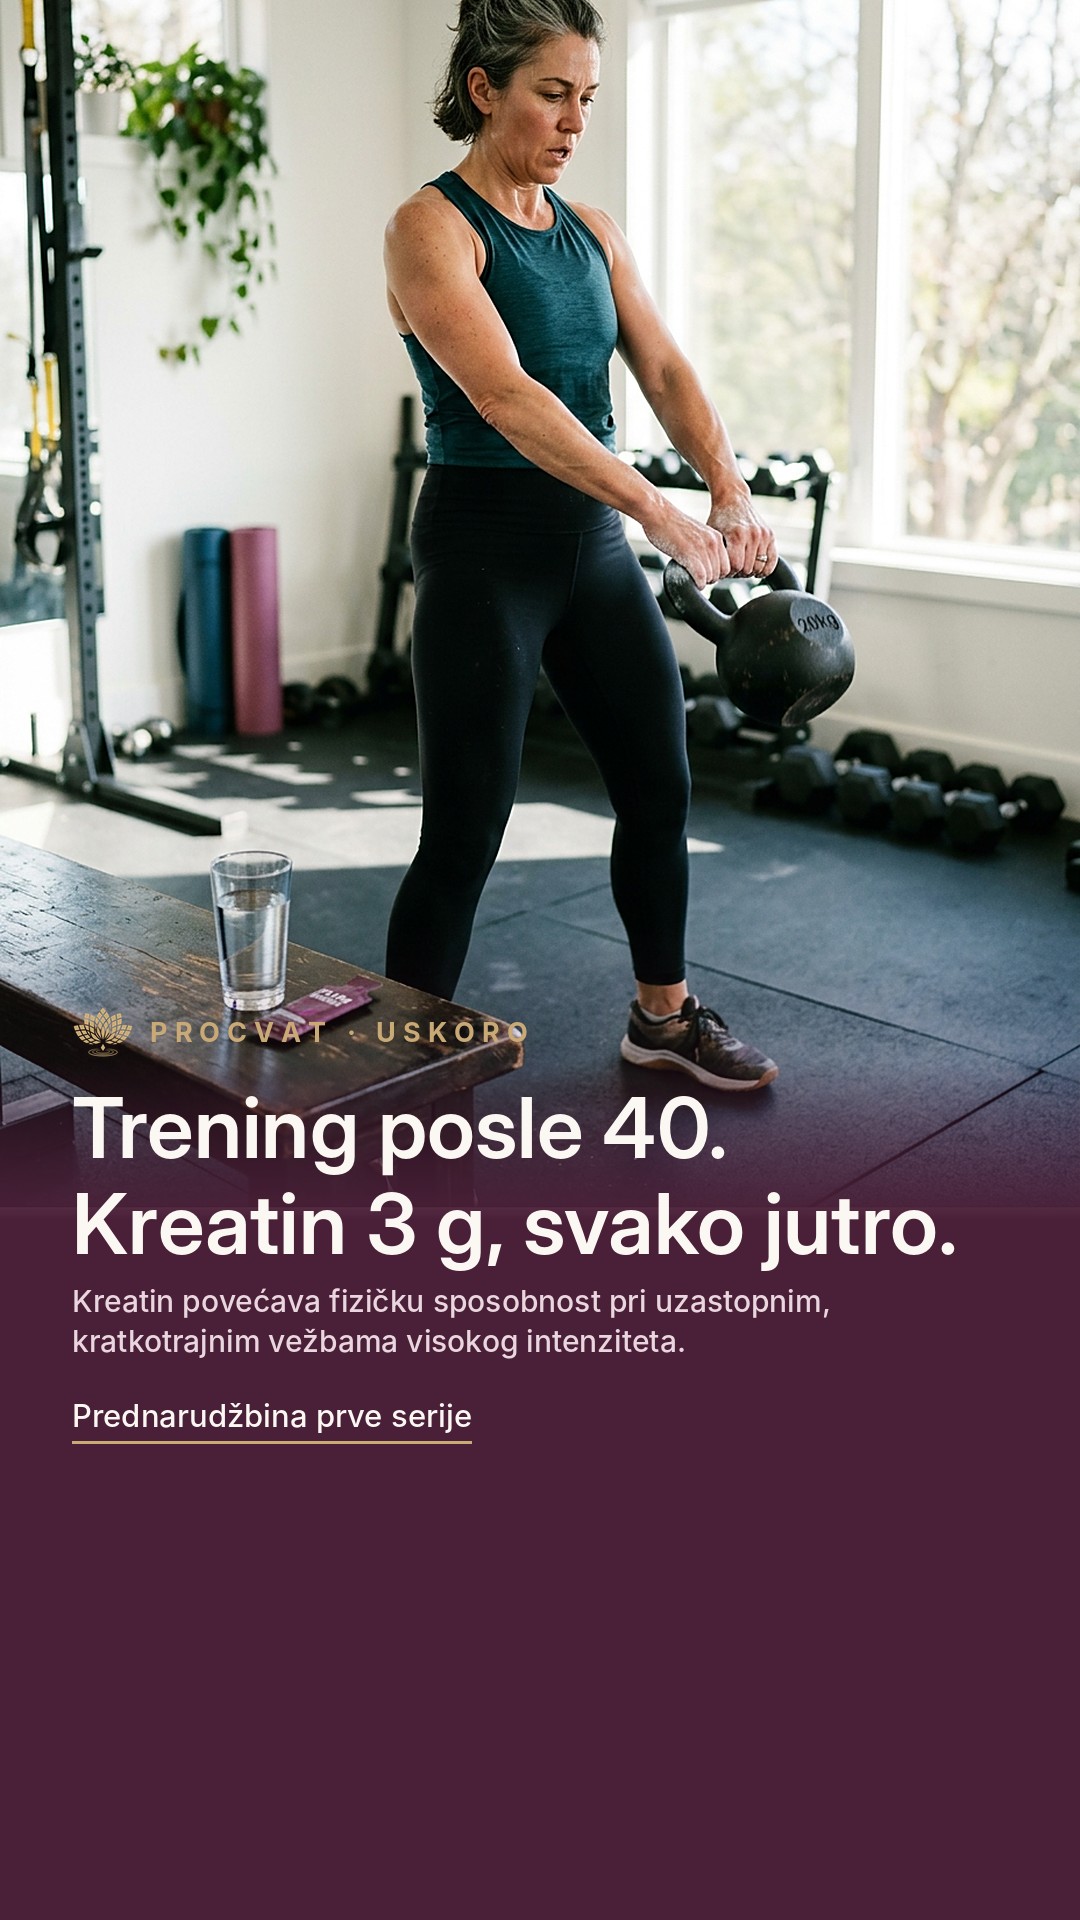 20kg
PROCVAT · USKORO
Trening posle 40.
Kreatin 3 g, svako jutro.
Kreatin povećava fizičku sposobnost pri uzastopnim,
kratkotrajnim vežbama visokog intenziteta.
Prednarudžbina prve serije